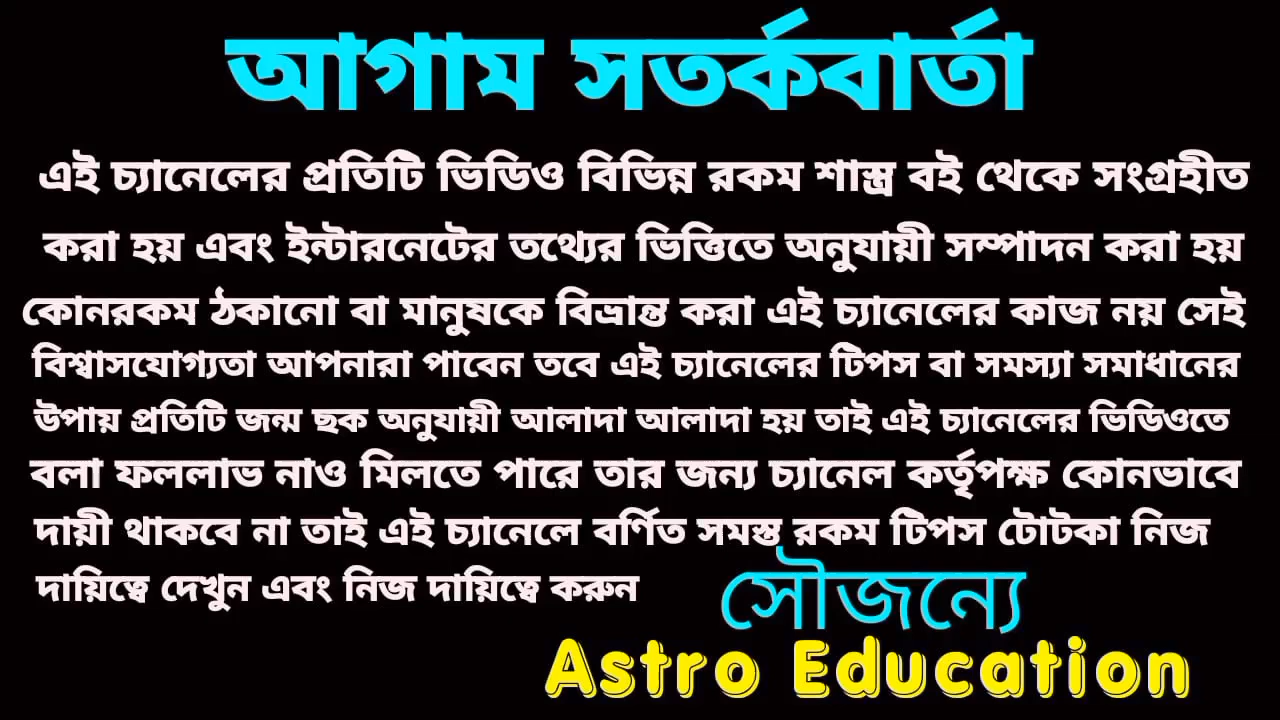 আগাম সতর্কবার্তা
এই চ্যানেলের প্রতিটি ভিডিও বিভিন্ন রকম শাস্ত্র বই থেকে সংগ্রহীত
করা হয় এবং ইন্টারনেটের তথ্যের ভিত্তিতে অনুযায়ী সম্পাদন করা হয়
কোনরকম ঠকানো বা মানুষকে বিভ্রান্ত করা এই চ্যানেলের কাজ নয় সেই
বিশ্বাসযোগ্যতা আপনারা পাবেন তবে এই চ্যানেলের টিপস বা সমস্যা সমাধানের
উপায় প্রতিটি জন্ম ছক অনুযায়ী আলাদা আলাদা হয় তাই এই চ্যানেলের ভিডিওতে
বলা ফললাভ নাও মিলতে পারে তার জন্য চ্যানেল কর্তৃপক্ষ কোনভাবে
দায়ী থাকবে না তাই এই চ্যানেলে বর্ণিত সমস্ত রকম টিপস টোটকা নিজ
দায়িত্বে দেখুন এবং নিজ দায়িত্বে করুন
সৌজন্যে
Astro Education